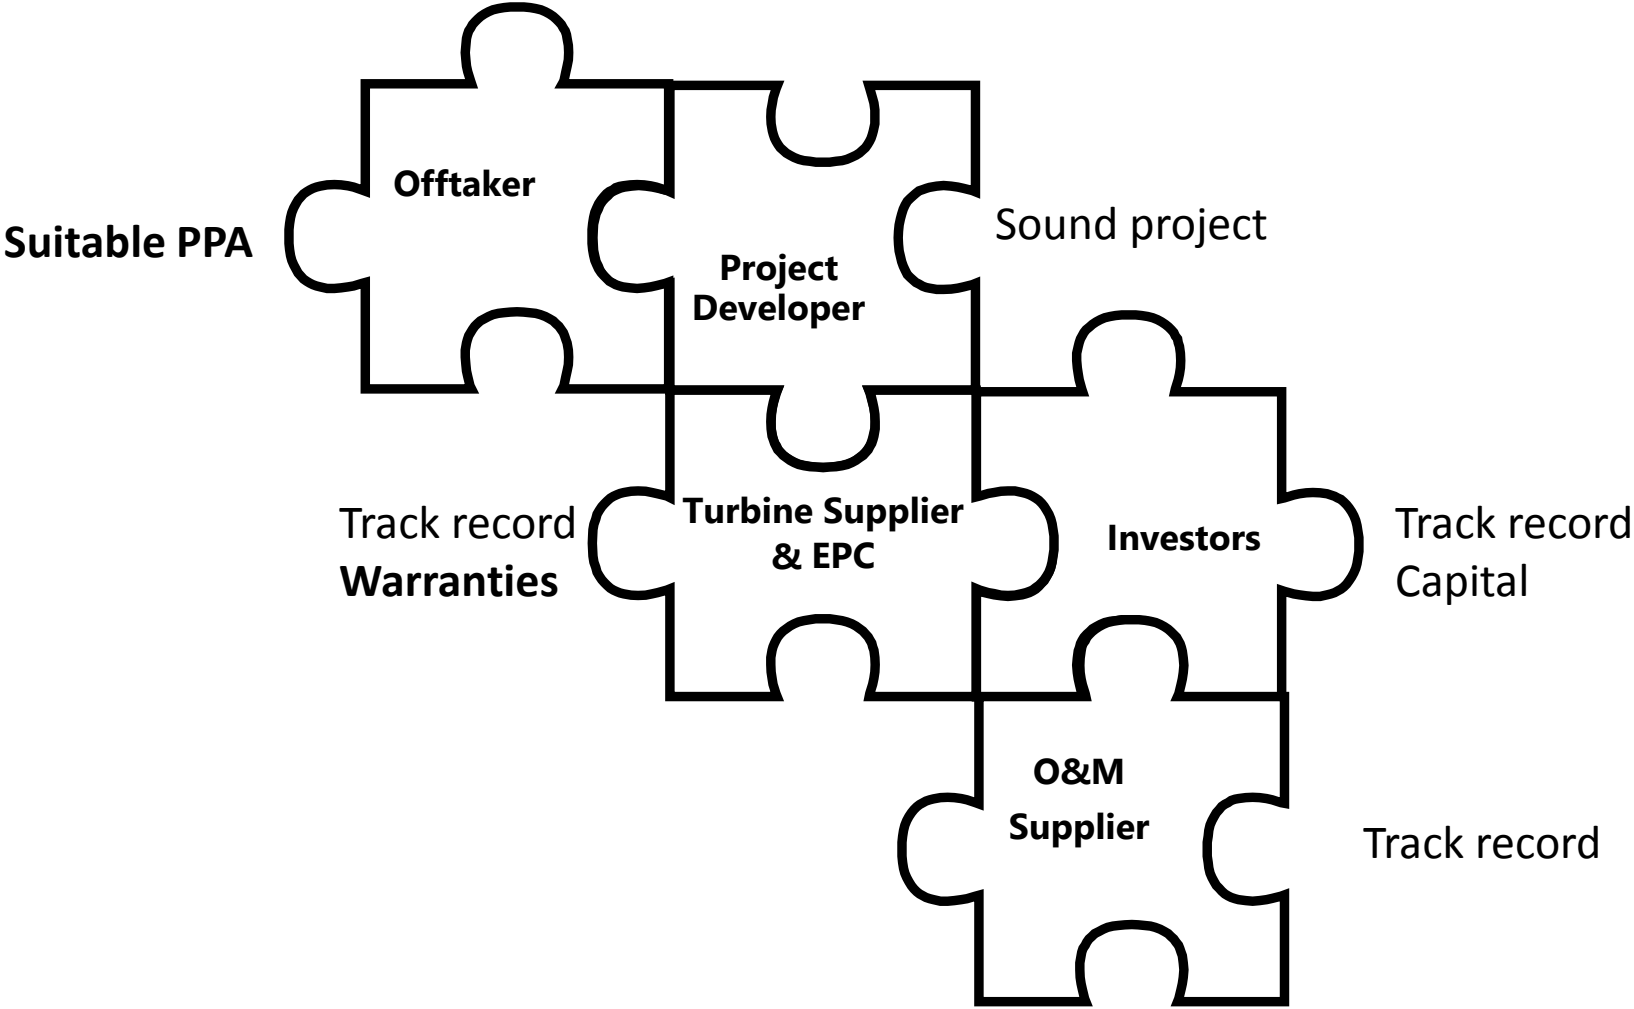 Offtaker
Suitable PPA
Project
Developer
Sound project
Track record
Warranties
Turbine Supplier
& EPC
Investors
Track record
Capital
O&M
Supplier
Track record